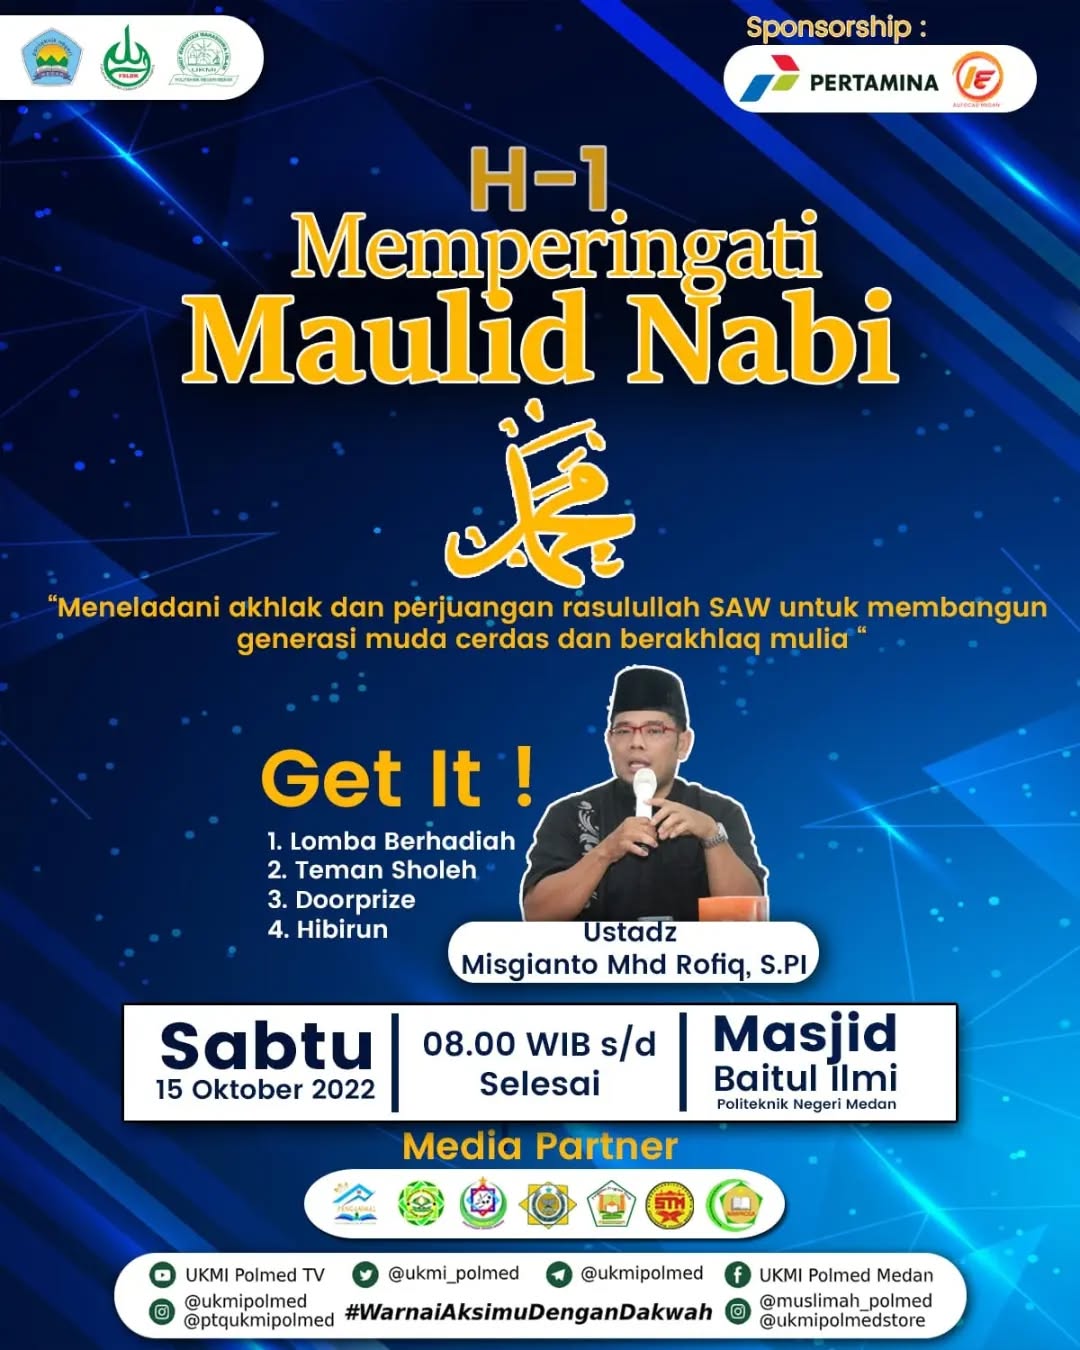 Sponsorship :
PERTAMINA
H-1
Memperingati
Maulid Nabi
محمد
“Meneladani akhlak dan perjuangan rasulullah SAW untuk membangun
generasi muda cerdas dan berakhlaq mulia “
Get It !
1. Lomba Berhadiah
2. Teman Sholeh
3. Doorprize
4. Hibirun
Ustadz
Misgianto Mhd Rofiq, S.PI
Sabtu
15 Oktober 2022
08.00 WIB s/d
Selesai
Masjid
Baitul Ilmi
Politeknik Negeri Medan
Media Partner
STM
UKMI Polmed TV
@ukmi_polmed
@ukmipolmed
UKMI Polmed Medan
@ukmipolmed
@ptqukmipolmed
#WarnaiAksimuDenganDakwah
@muslimah_polmed
@ukmipolmedstore